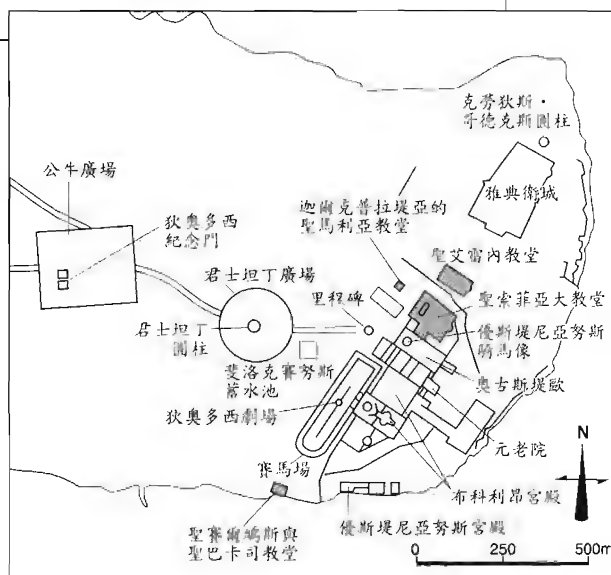 克勞狄斯・
哥德克斯圓柱
公牛廣場
雅典衛城
迦爾克普拉堤亞的
聖馬利亞教堂
狄奧多西
紀念門
聖艾雷內教堂
君士坦丁廣場
里程碑
聖索菲亞大教堂
君士坦丁
圓柱
優斯堤尼亞努斯
騎馬像
斐洛克賽努斯
蓄水池
奧古斯堤歐
狄奧多西劇場
元老院
賽馬場
布科利昂宮殿
聖賽爾鳩斯與
聖巴卡司教堂
優斯堤尼亞努斯宮殿
N
0 250 500m